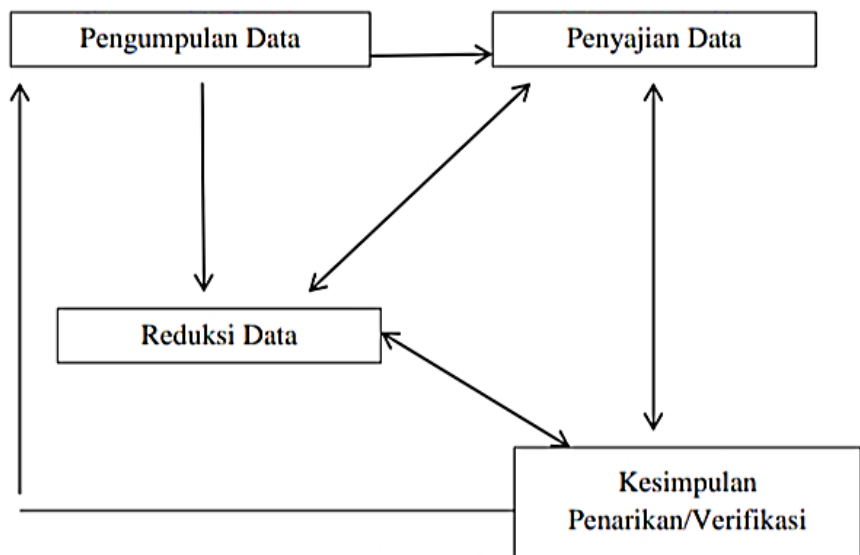 Pengumpulan Data
Penyajian Data
Reduksi Data
Kesimpulan
Penarikan/Verifikasi